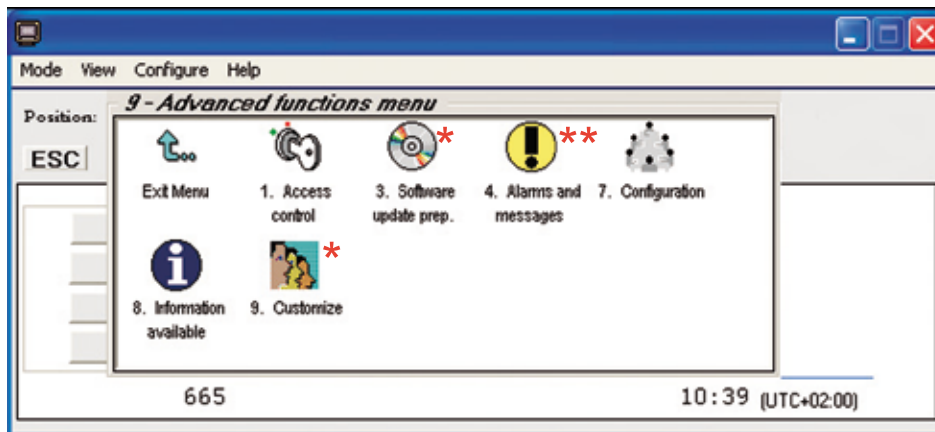 Mode View Configure Help
Position:
ESC
9 - Advanced functions menu
Exit Menu
1. Access control
3. Software update prep.
*
4. Alarms and messages
**
7. Configuration
8. Information available
9. Customize
*
665
10:39 (UTC+02:00)